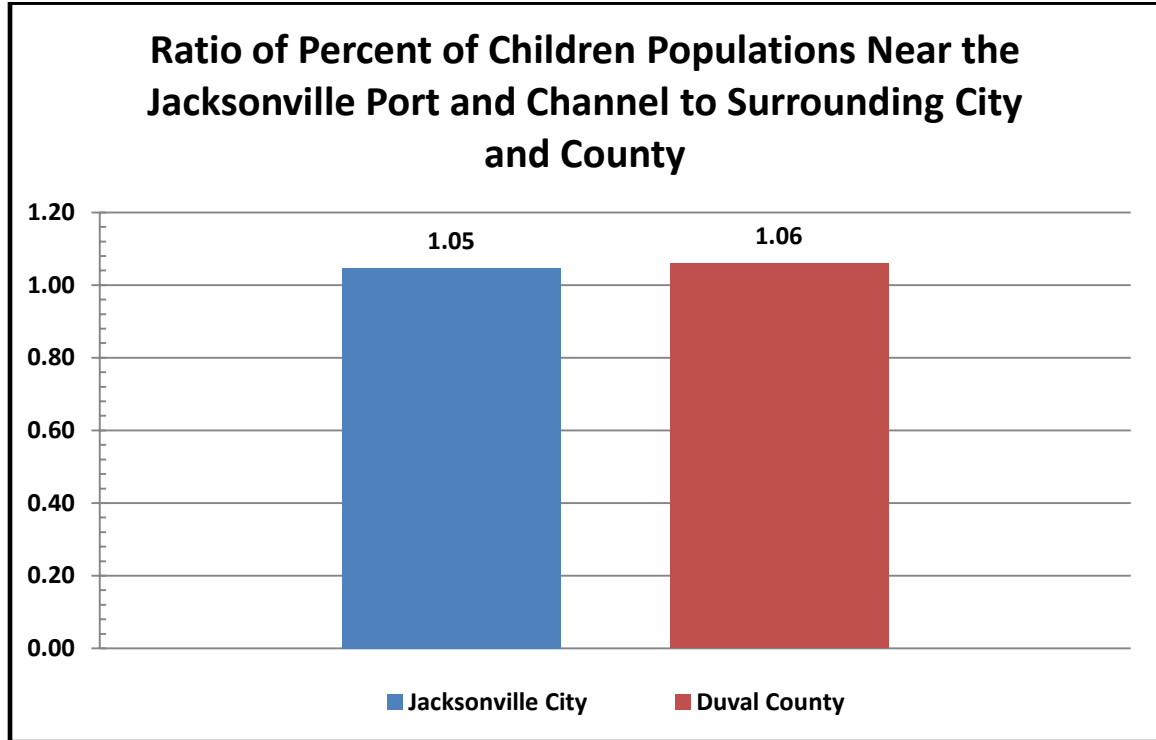 Ratio of Percent of Children Populations Near the
Jacksonville Port and Channel to Surrounding City
and County
1.20
1.00
0.80
0.60
0.40
0.20
0.00
1.05
1.06
Jacksonville City
Duval County